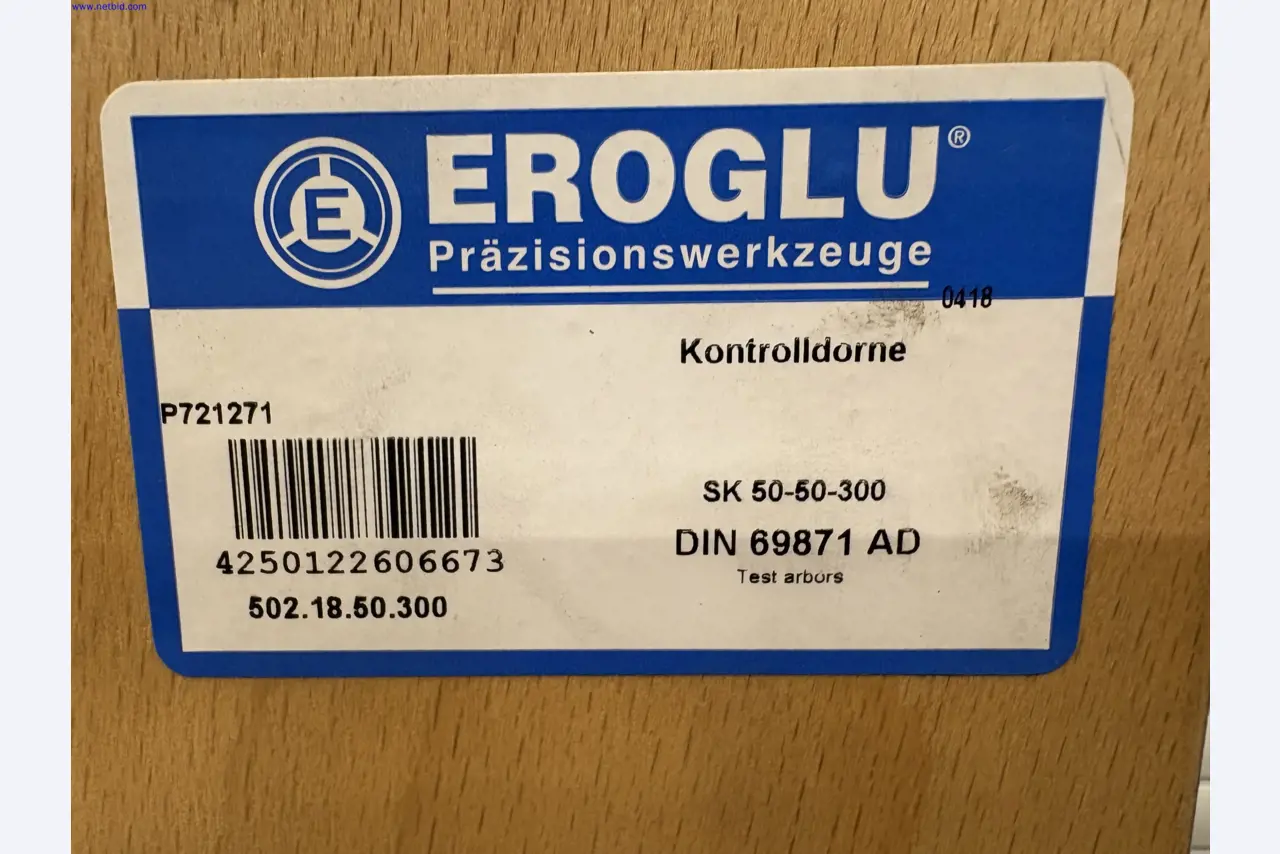 www.netbid.com
E
EROGLU®
Präzisionswerkzeuge
0418
Kontrolldorne
P721271
SK 50-50-300
4250122606673
DIN 69871 AD
Test arbors
502.18.50.300